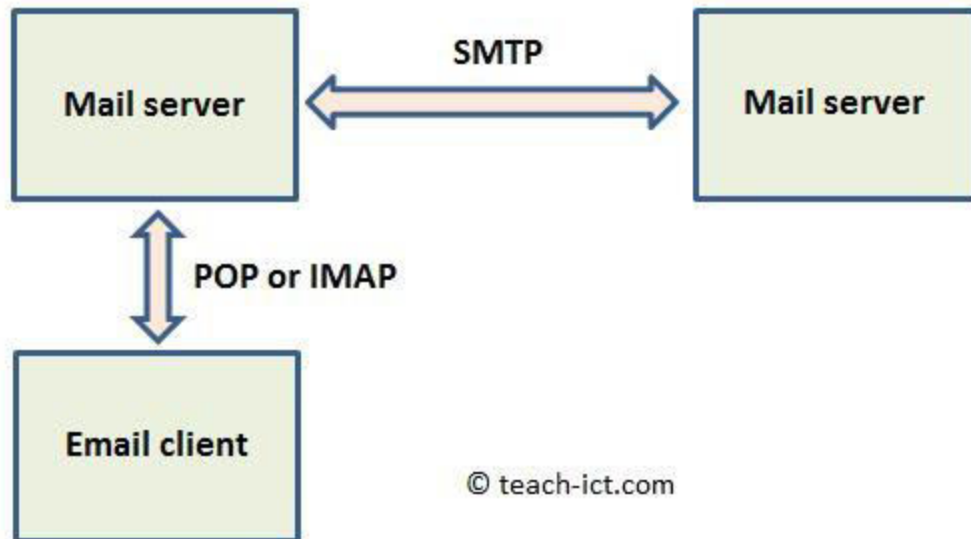 SMTP
Mail server
Mail server
POP or IMAP
Email client
© teach-ict.com